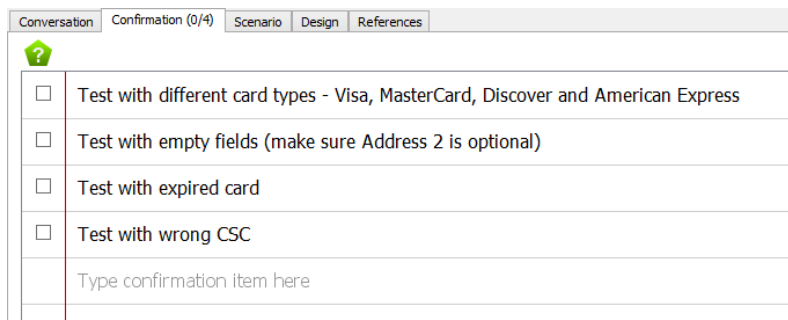 Conversation Confirmation (0/4) Scenario Design References
?
Test with different card types - Visa, MasterCard, Discover and American Express
Test with empty fields (make sure Address 2 is optional)
Test with expired card
Test with wrong CSC
Type confirmation item here